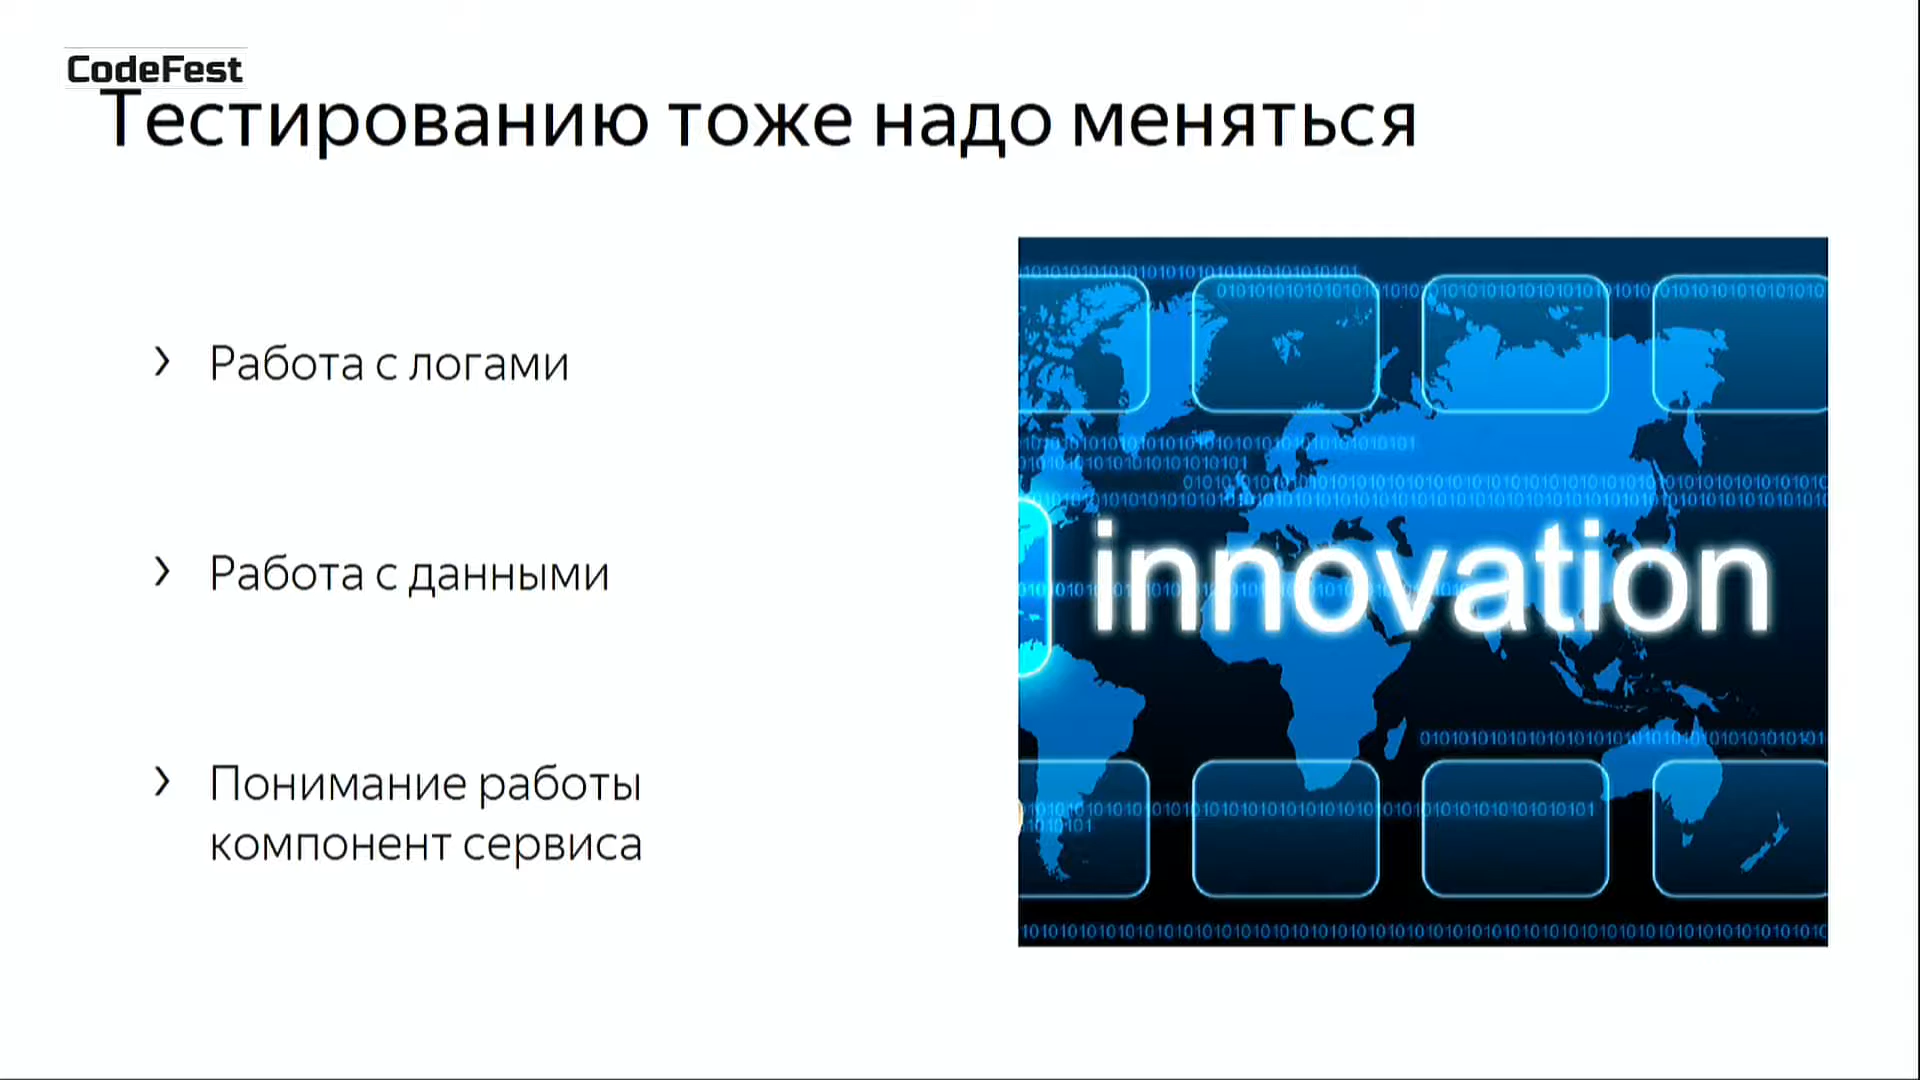 CodeFest
Тестированию тоже надо меняться
› Работа с логами
› Работа с данными
› Понимание работы
компонент сервиса
innovation